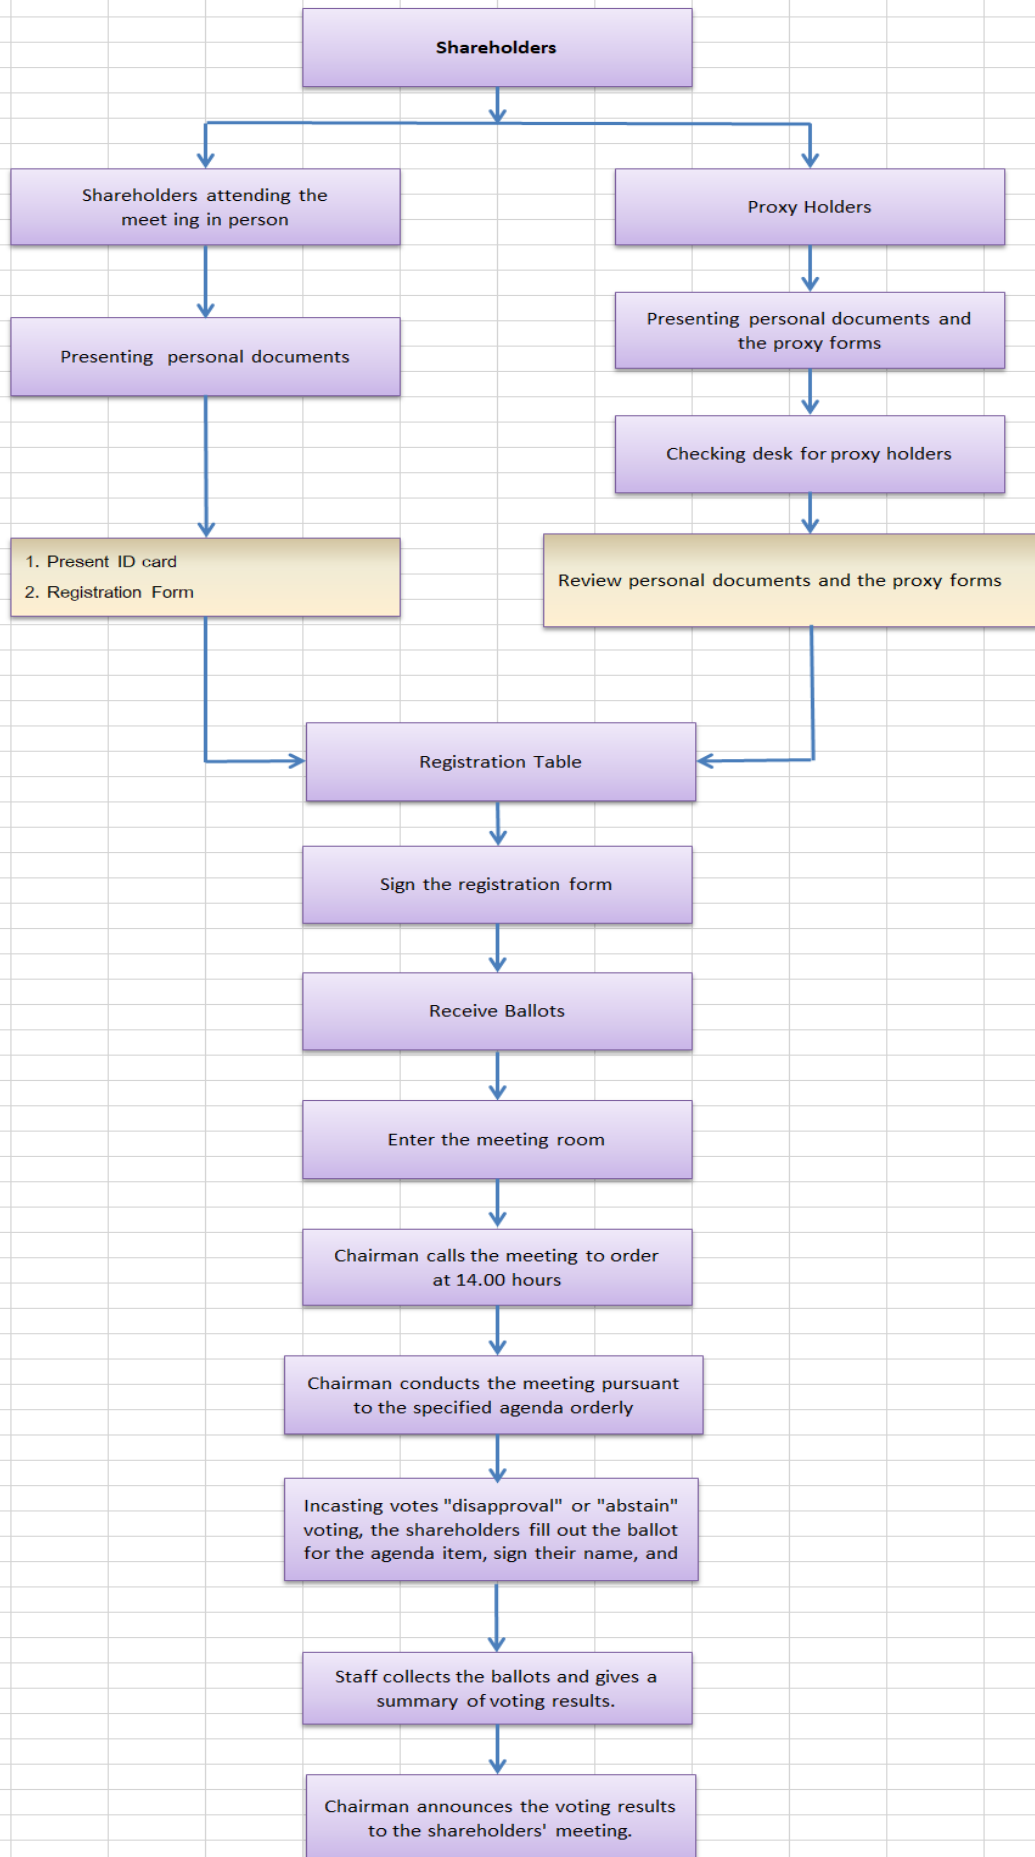 Shareholders
Shareholders attending the
meet ing in person
Proxy Holders
Presenting personal documents and
the proxy forms
Presenting personal documents
Checking desk for proxy holders
1. Present ID card
2. Registration Form
Review personal documents and the proxy forms
Registration Table
Sign the registration form
Receive Ballots
Enter the meeting room
Chairman calls the meeting to order
at 14.00 hours
Chairman conducts the meeting pursuant
to the specified agenda orderly
Incasting votes "disapproval" or "abstain"
voting, the shareholders fill out the ballot
for the agenda item, sign their name, and
Staff collects the ballots and gives a
summary of voting results.
Chairman announces the voting results
to the shareholders' meeting.